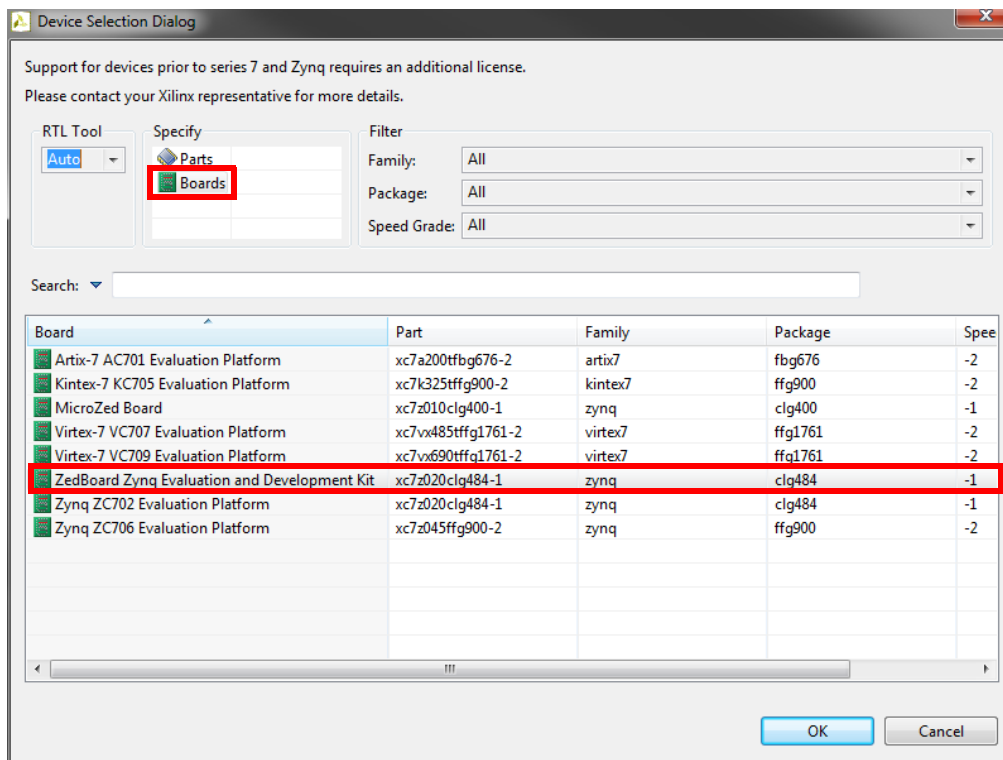 Device Selection Dialog
X
Support for devices prior to series 7 and Zynq requires an additional license.
Please contact your Xilinx representative for more details.
RTL Tool Specify Filter
Auto Parts Family: All
Boards Package: All
Speed Grade: All
Search:
Board Part Family Package Spee
Artix-7 AC701 Evaluation Platform xc7a200tfbg676-2 artix7 fbg676 -2
Kintex-7 KC705 Evaluation Platform xc7k325tffg900-2 kintex7 ffg900 -2
MicroZed Board xc7z010clg400-1 zynq clg400 -1
Virtex-7 VC707 Evaluation Platform xc7vx485tffg1761-2 virtex7 ffg1761 -2
Virtex-7 VC709 Evaluation Platform xc7vx690tffg1761-2 virtex7 ffg1761 -2
ZedBoard Zynq Evaluation and Development Kit xc7z020clg484-1 zynq clg484 -1
Zynq ZC702 Evaluation Platform xc7z020clg484-1 zynq clg484 -1
Zynq ZC706 Evaluation Platform xc7z045ffg900-2 zynq ffg900 -2
OK Cancel